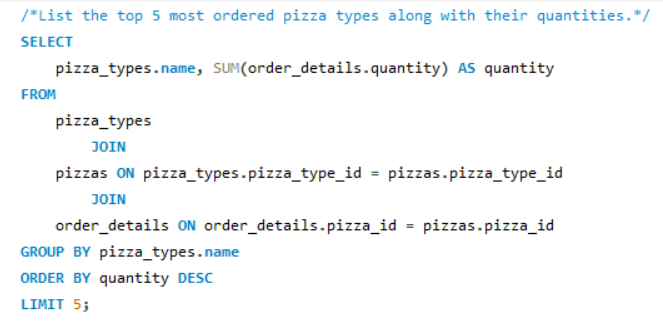 /*List the top 5 most ordered pizza types along with their quantities.*/
SELECT
pizza_types.name, SUM(order_details.quantity) AS quantity
FROM
pizza_types
JOIN
pizzas ON pizza_types.pizza_type_id = pizzas.pizza_type_id
JOIN
order_details ON order_details.pizza_id = pizzas.pizza_id
GROUP BY pizza_types.name
ORDER BY quantity DESC
LIMIT 5;